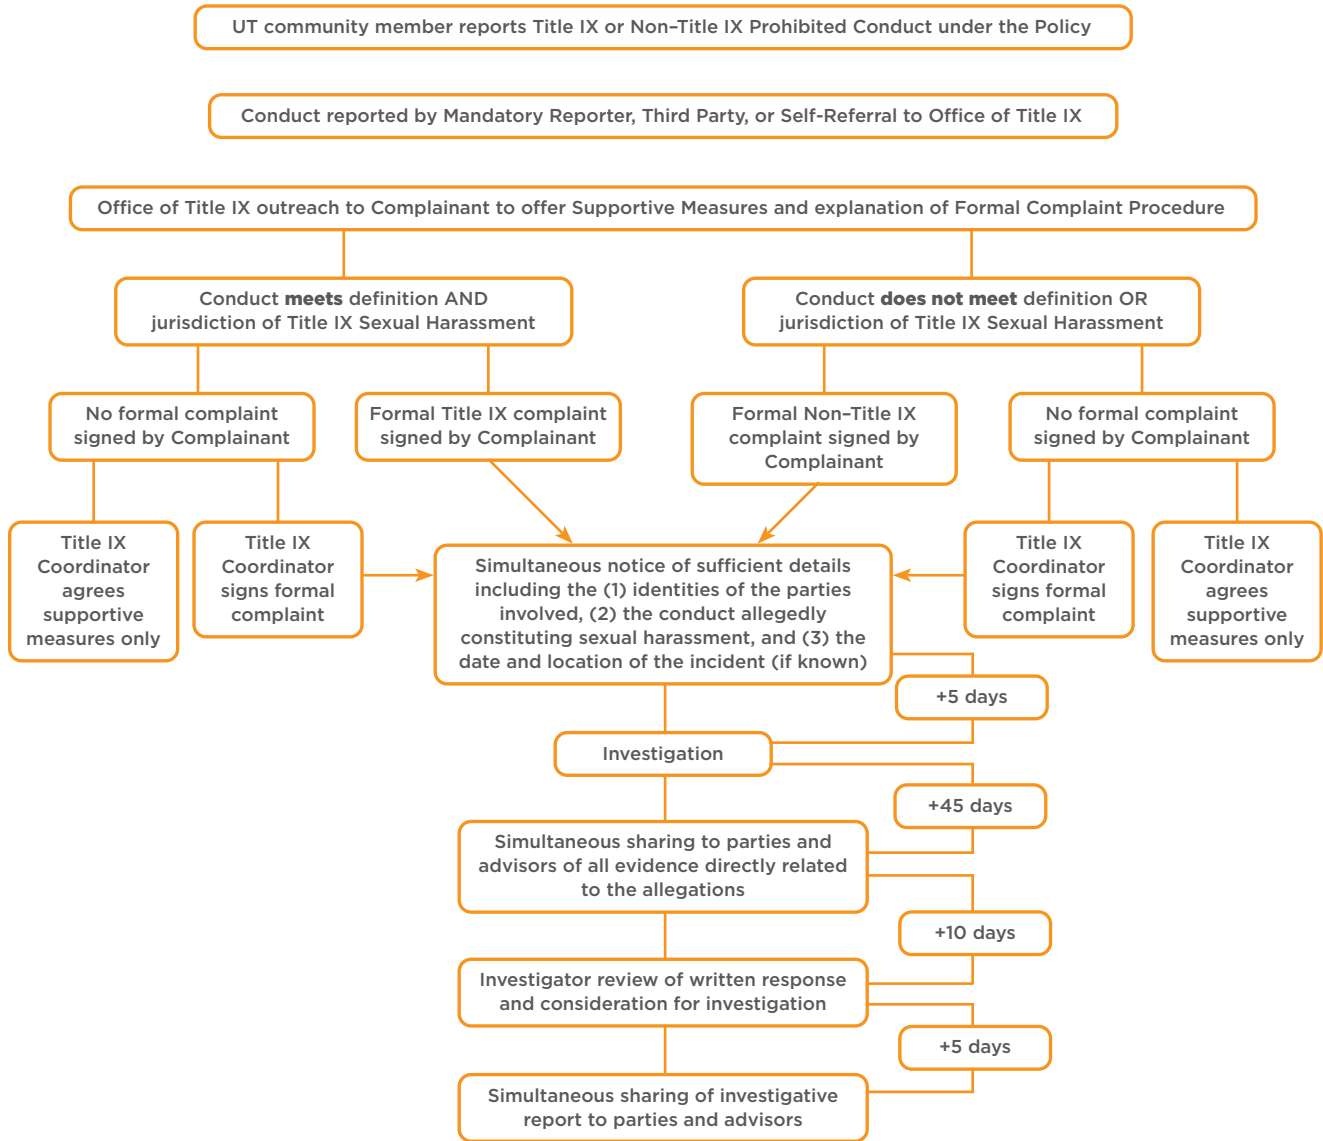 UT community member reports Title IX or Non–Title IX Prohibited Conduct under the Policy
Conduct reported by Mandatory Reporter, Third Party, or Self-Referral to Office of Title IX
Office of Title IX outreach to Complainant to offer Supportive Measures and explanation of Formal Complaint Procedure
Conduct meets definition AND
jurisdiction of Title IX Sexual Harassment
Conduct does not meet definition OR
jurisdiction of Title IX Sexual Harassment
No formal complaint
signed by Complainant
Formal Title IX complaint
signed by Complainant
Formal Non–Title IX
complaint signed by
Complainant
No formal complaint
signed by Complainant
Title IX
Coordinator
agrees
supportive
measures only
Title IX
Coordinator
signs formal
complaint
Simultaneous notice of sufficient details
including the (1) identities of the parties
involved, (2) the conduct allegedly
constituting sexual harassment, and (3) the
date and location of the incident (if known)
Title IX
Coordinator
signs formal
complaint
Title IX
Coordinator
agrees
supportive
measures only
+5 days
Investigation
+45 days
Simultaneous sharing to parties and
advisors of all evidence directly related
to the allegations
+10 days
Investigator review of written response
and consideration for investigation
+5 days
Simultaneous sharing of investigative
report to parties and advisors